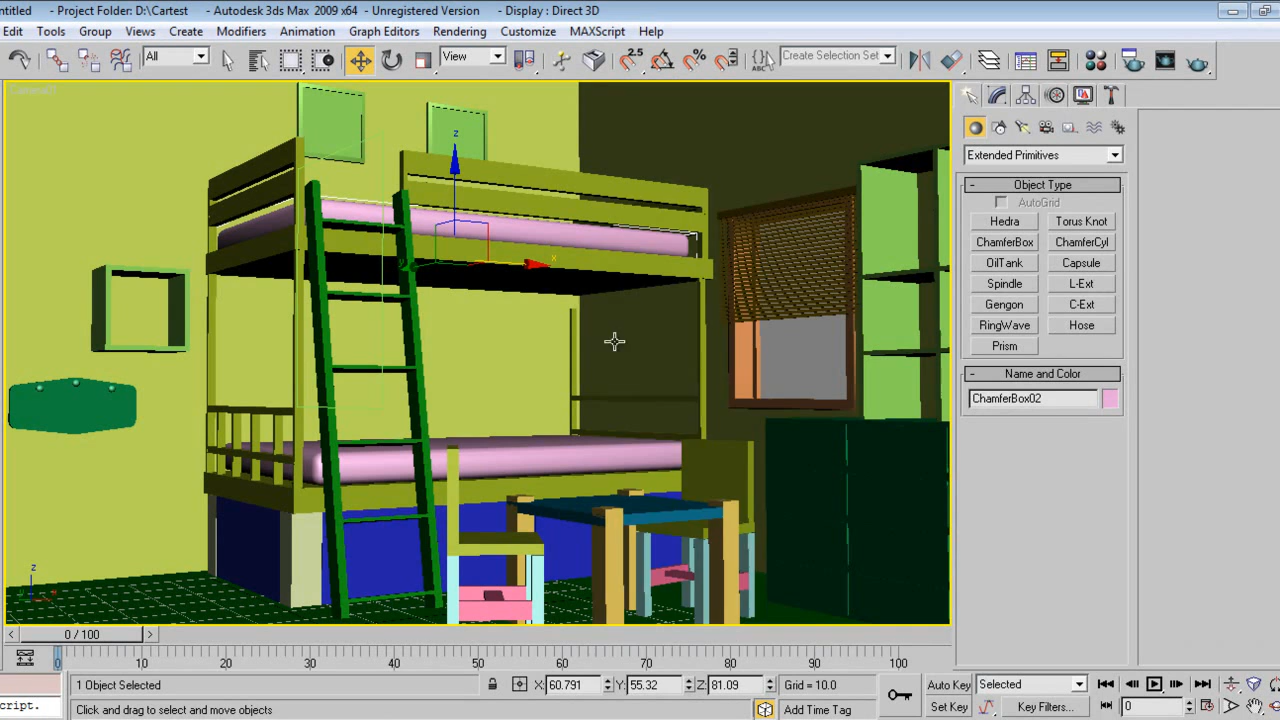 ntitled - Project Folder: D:\Cartest - Autodesk 3ds Max 2009 x64 - Unregistered Version - Display : Direct 3D
Edit Tools Group Views Create Modifiers Animation Graph Editors Rendering Customize MAXScript Help
All View 2.5 Create Selection Set
Extended Primitives
- Object Type
AutoGrid
Hedra Torus Knot
ChamferBox ChamferCyl
OilTank Capsule
Spindle L-Ext
Gengon C-Ext
RingWave Hose
Prism
- Name and Color
ChamferBox02
z
x
z
< 0 / 100 >
0 10 20 30 40 50 60 70 80 90 100
1 Object Selected X: 60.791 Y: 55.32 Z: 81.09 Grid = 10.0 Auto Key Selected
cript. Click and drag to select and move objects Add Time Tag Set Key Key Filters... 0